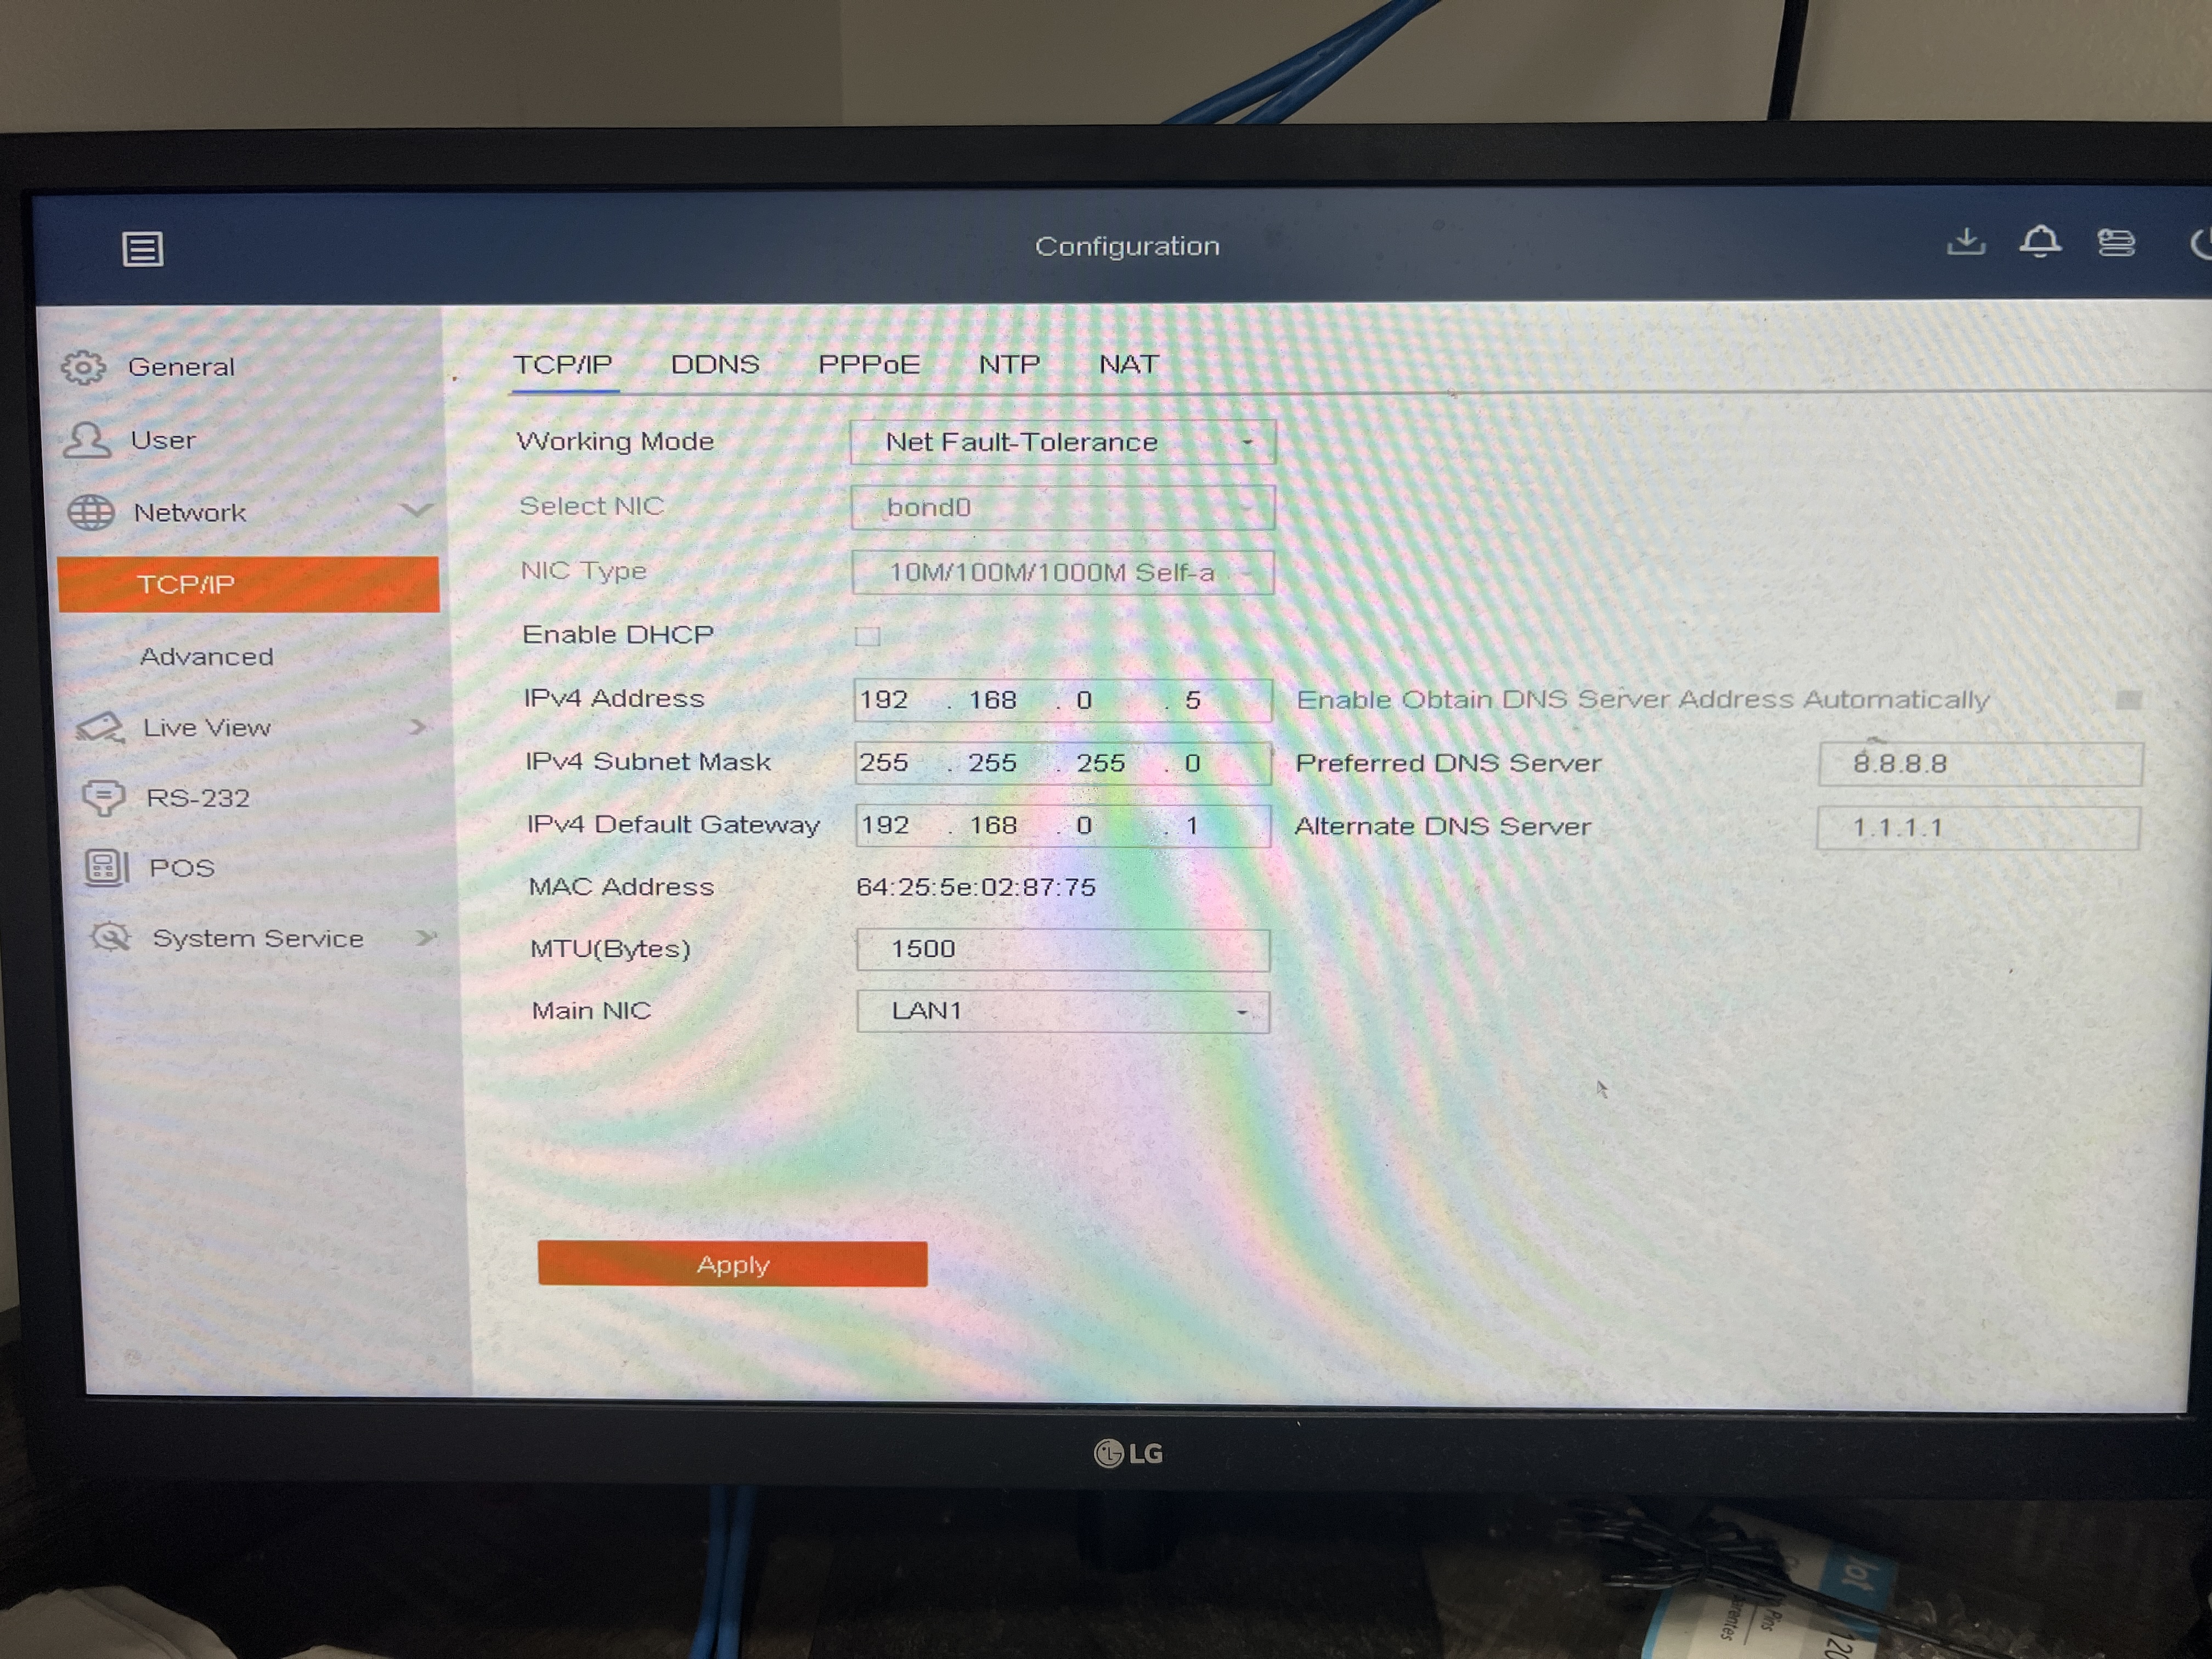 Configuration
General
User
Network
TCP/IP
Advanced
Live View
RS-232
POS
System Service
TCP/IP DDNS PPPoE NTP NAT
Working Mode Net Fault-Tolerance
Select NIC bond0
NIC Type 10M/100M/1000M Self-a
Enable DHCP
IPv4 Address 192 . 168 . 0 . 5 Enable Obtain DNS Server Address Automatically
IPv4 Subnet Mask 255 . 255 . 255 . 0 Preferred DNS Server 8.8.8.8
IPv4 Default Gateway 192 . 168 . 0 . 1 Alternate DNS Server 1.1.1.1
MAC Address 64:25:5e:02:87:75
MTU(Bytes) 1500
Main NIC LAN1
Apply
LG
lot
Pins
120